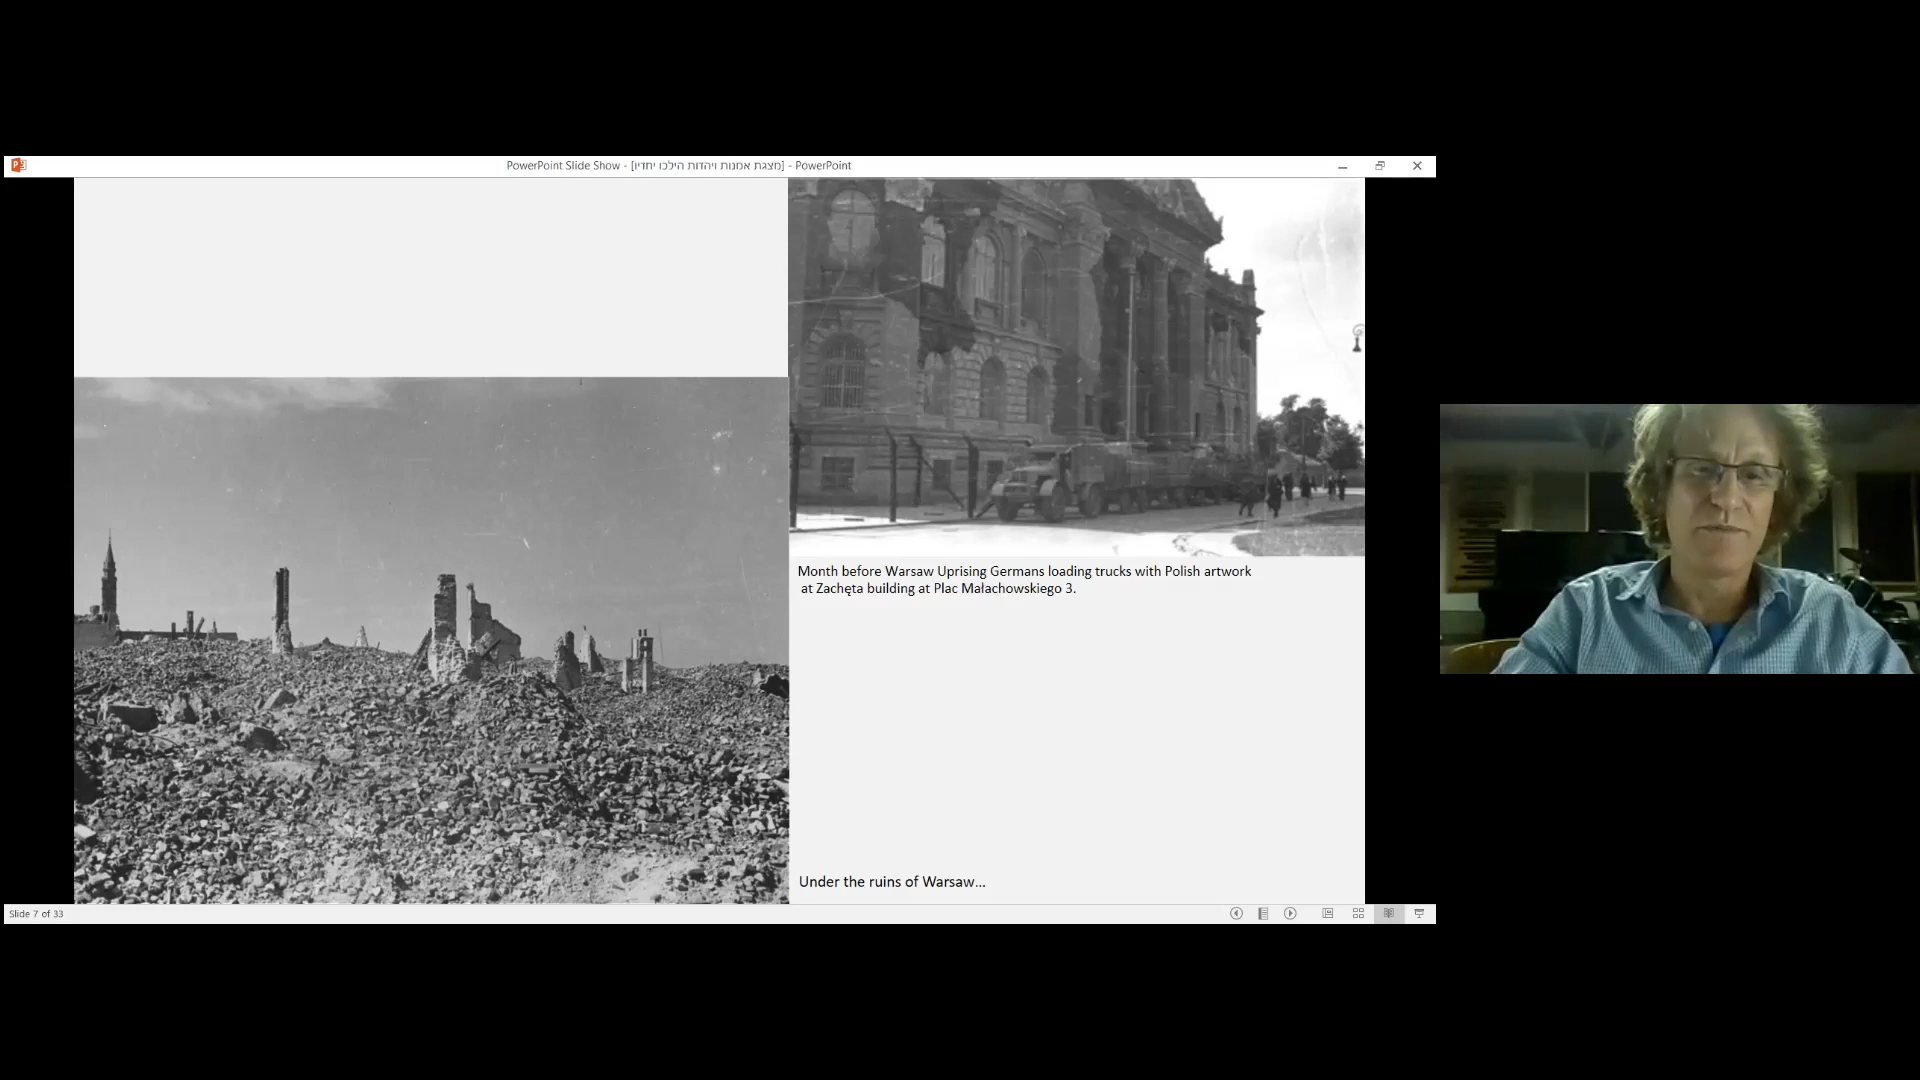 PowerPoint Slide Show - [מצגת אמנות ויהדות הילכו יחדיו] - PowerPoint
Month before Warsaw Uprising Germans loading trucks with Polish artwork
at Zachęta building at Plac Małachowskiego 3.
Under the ruins of Warsaw...
Slide 7 of 33